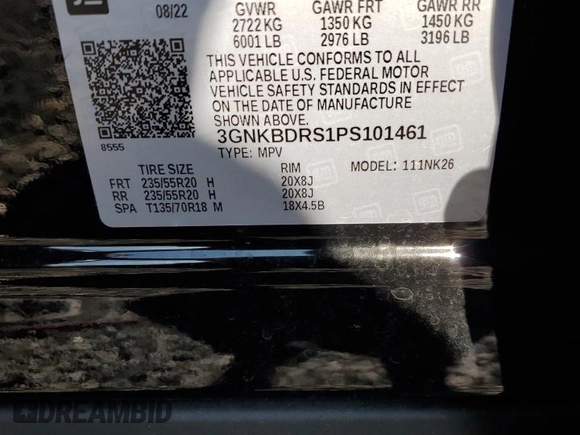 08/22
GVWR GAWR FRT GAWR RR
2722 KG 1350 KG 1450 KG
6001 LB 2976 LB 3196 LB
THIS VEHICLE CONFORMS TO ALL
APPLICABLE U.S. FEDERAL MOTOR
VEHICLE SAFETY STANDARDS IN EFFECT
ON THE DATE OF MANUFACTURE
SHOWN ABOVE.
3GNKBDRS1PS101461
8555
TYPE: MPV MODEL: 111NK26
TIRE SIZE RIM
FRT 235/55R20 H 20X8J
RR 235/55R20 H 20X8J
SPA T135/70R18 M 18X4.5B
DREAMBID